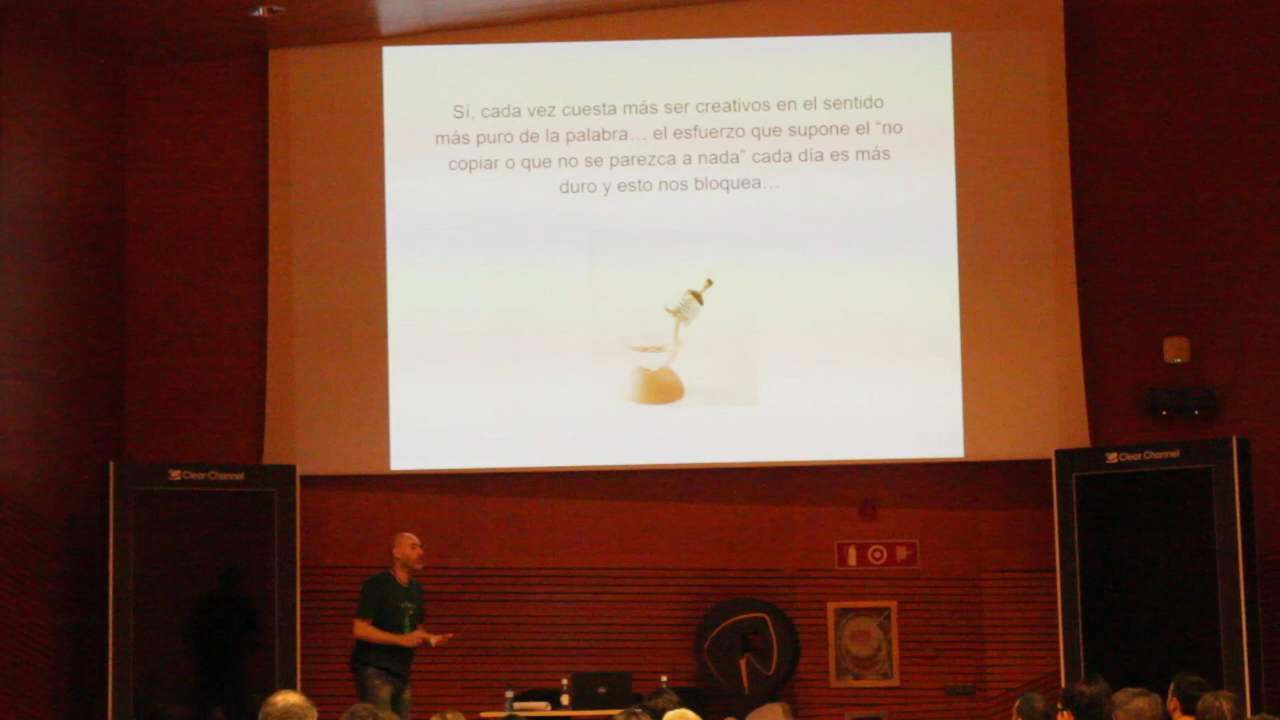 Sí, cada vez cuesta más ser creativos en el sentido
más puro de la palabra... el esfuerzo que supone el “no
copiar o que no se parezca a nada” cada día es más
duro y esto nos bloquea...
Clear Channel
Clear Channel